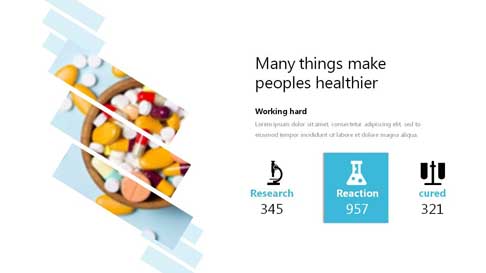 Many things make
peoples healthier
Working hard
Lorem ipsum dolor sit amet, consectetur adipiscing elit, sed to
eiusmod tempor incididunt ut labore et dolore magna aliqua.
Research
345
Reaction
957
cured
321